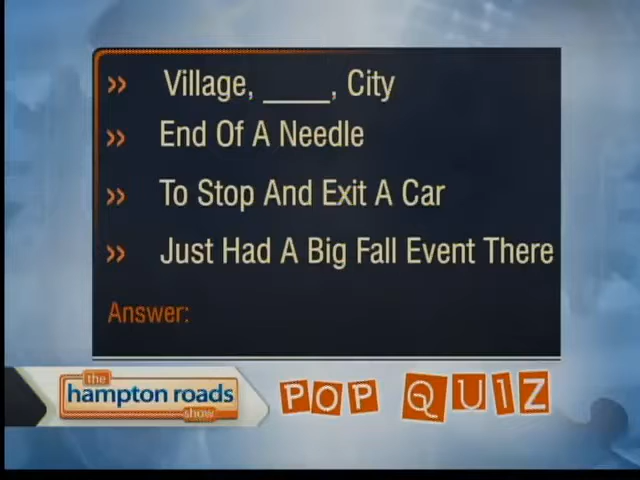 » Village, ____, City
» End Of A Needle
» To Stop And Exit A Car
» Just Had A Big Fall Event There
Answer:
the
hampton roads
show
POP QUIZ